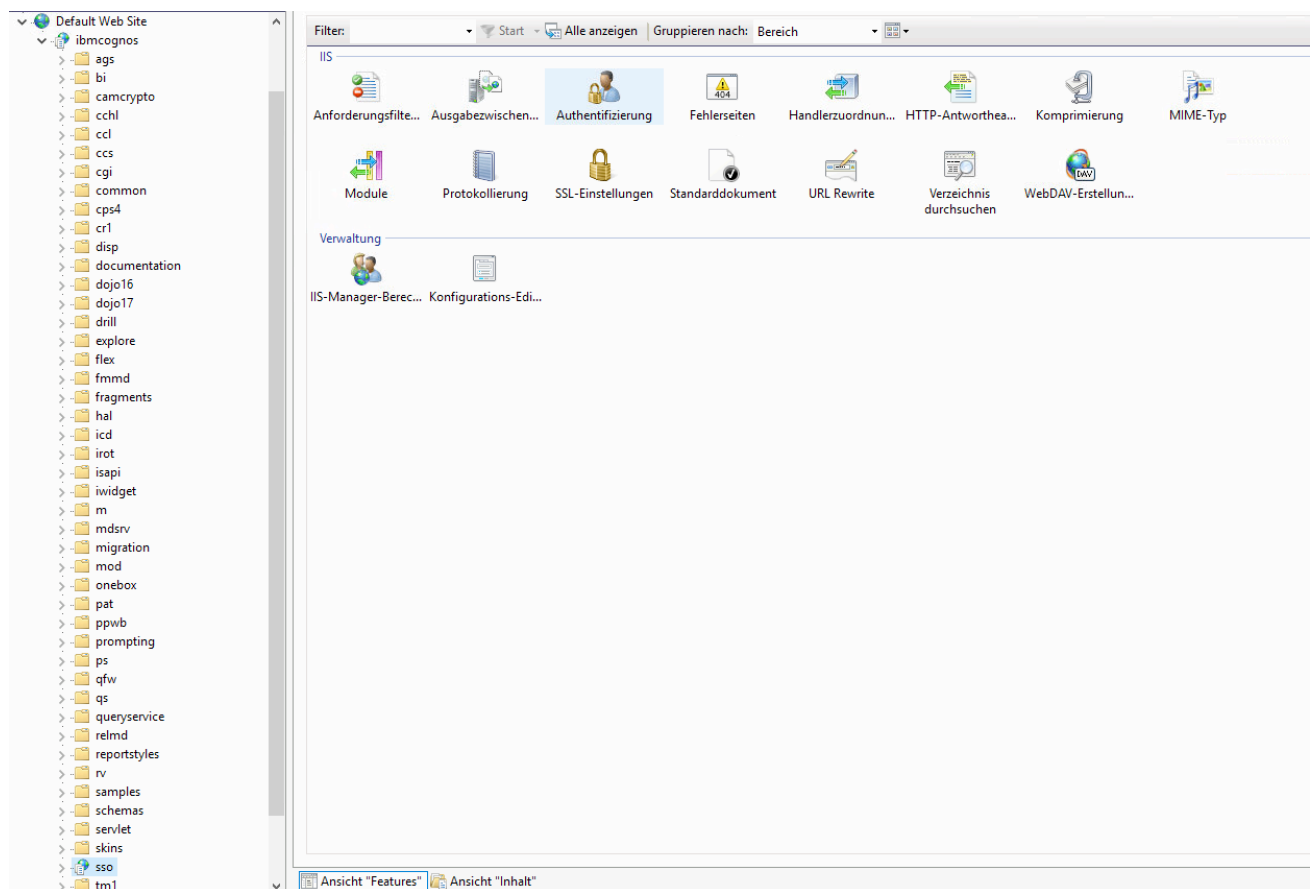 Default Web Site
ibmcognos
ags
bi
camcrypto
cchl
ccl
ccs
cgi
common
cps4
cr1
disp
documentation
dojo16
dojo17
drill
explore
flex
fmmd
fragments
hal
icd
irot
isapi
iwidget
m
mdsrv
migration
mod
onebox
pat
ppwb
prompting
ps
qfw
qs
queryservice
relmd
reportstyles
rv
samples
schemas
servlet
skins
sso
tm1
Filter: Start Alle anzeigen Gruppieren nach: Bereich
IIS
Anforderungsfilte... Ausgabezwischen... Authentifizierung Fehlerseiten Handlerzuordnun... HTTP-Antworthea... Komprimierung MIME-Typ
404
Module Protokollierung SSL-Einstellungen Standarddokument URL Rewrite Verzeichnis durchsuchen WebDAV-Erstellun...
DAV
Verwaltung
IIS-Manager-Berec... Konfigurations-Edi...
Ansicht "Features" Ansicht "Inhalt"